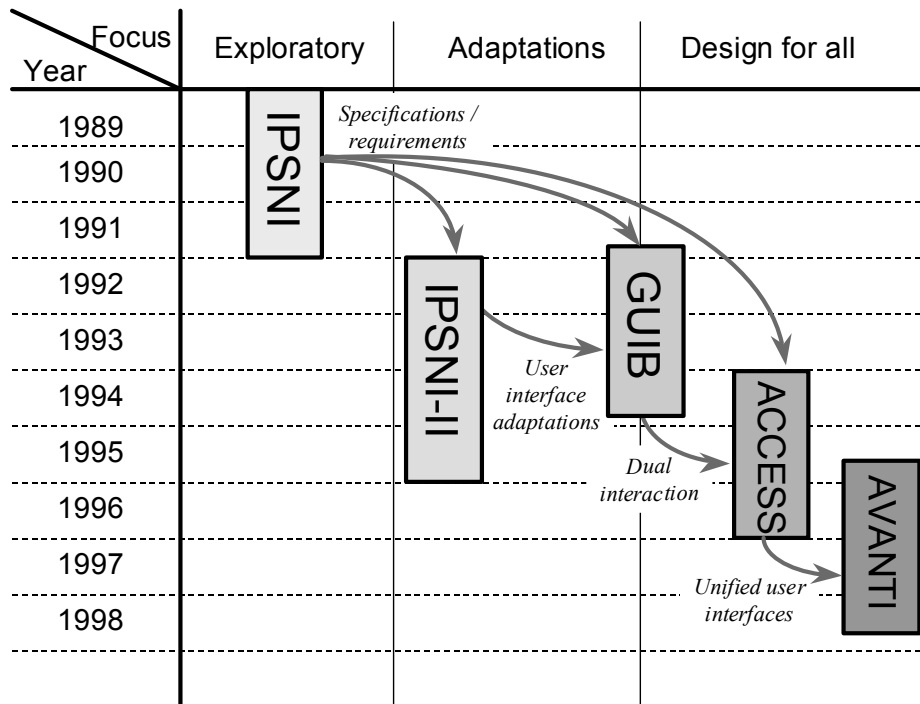 Focus
Year
Exploratory
Adaptations
Design for all
1989
1990
1991
1992
1993
1994
1995
1996
1997
1998
IPSNI
Specifications /
requirements
IPSNI-II
GUIB
User
interface
adaptations
ACCESS
Dual
interaction
AVANTI
Unified user
interfaces